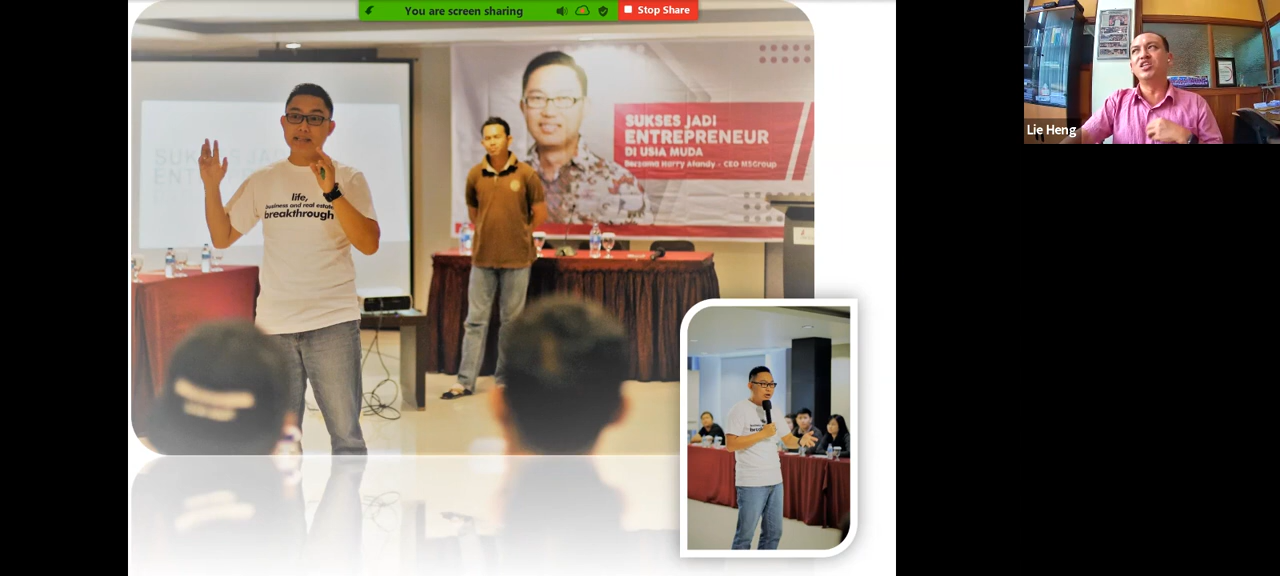 You are screen sharing
Stop Share
Lie Heng
SUKSES JADI
ENTREPRENEUR
DI USIA MUDA
Bersama Harry Afandy - CEO MSGroup
life,
business and real estate
breakthrough